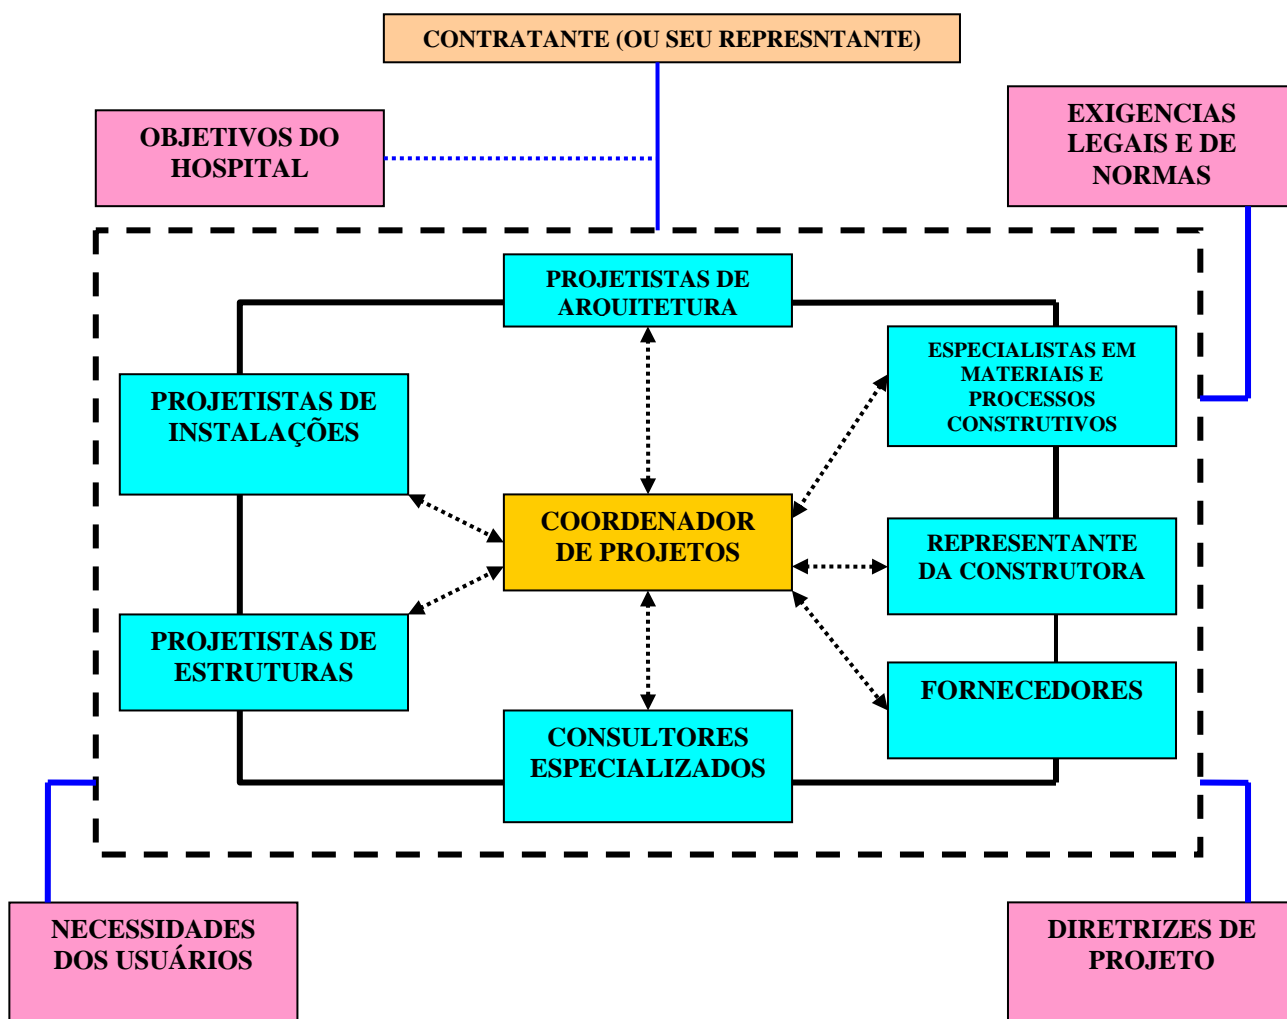 CONTRATANTE (OU SEU REPRESNTANTE)
OBJETIVOS DO
HOSPITAL
EXIGENCIAS
LEGAIS E DE
NORMAS
PROJETISTAS DE
ARQUITETURA
ESPECIALISTAS EM
MATERIAIS E
PROCESSOS
CONSTRUTIVOS
PROJETISTAS DE
INSTALAÇÕES
COORDENADOR
DE PROJETOS
REPRESENTANTE
DA CONSTRUTORA
PROJETISTAS DE
ESTRUTURAS
FORNECEDORES
CONSULTORES
ESPECIALIZADOS
NECESSIDADES
DOS USUÁRIOS
DIRETRIZES DE
PROJETO